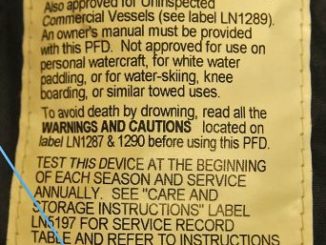 Also approved for Uninspected
Commercial Vessels (see label LN1289).
An owner's manual must be provided
with this PFD. Not approved for use on
personal watercraft, for white water
paddling, or for water-skiing, knee
boarding, or similar towed uses.
To avoid death by drowning, read all the
WARNINGS AND CAUTIONS located on
label LN1287 & 1290 before using this PFD.
TEST THIS DEVICE AT THE BEGINNING
OF EACH SEASON AND SERVICE
ANNUALLY. SEE "CARE AND
STORAGE INSTRUCTIONS" LABEL
LN5197 FOR SERVICE RECORD
TABLE AND REFER TO INSTRUCTIONS